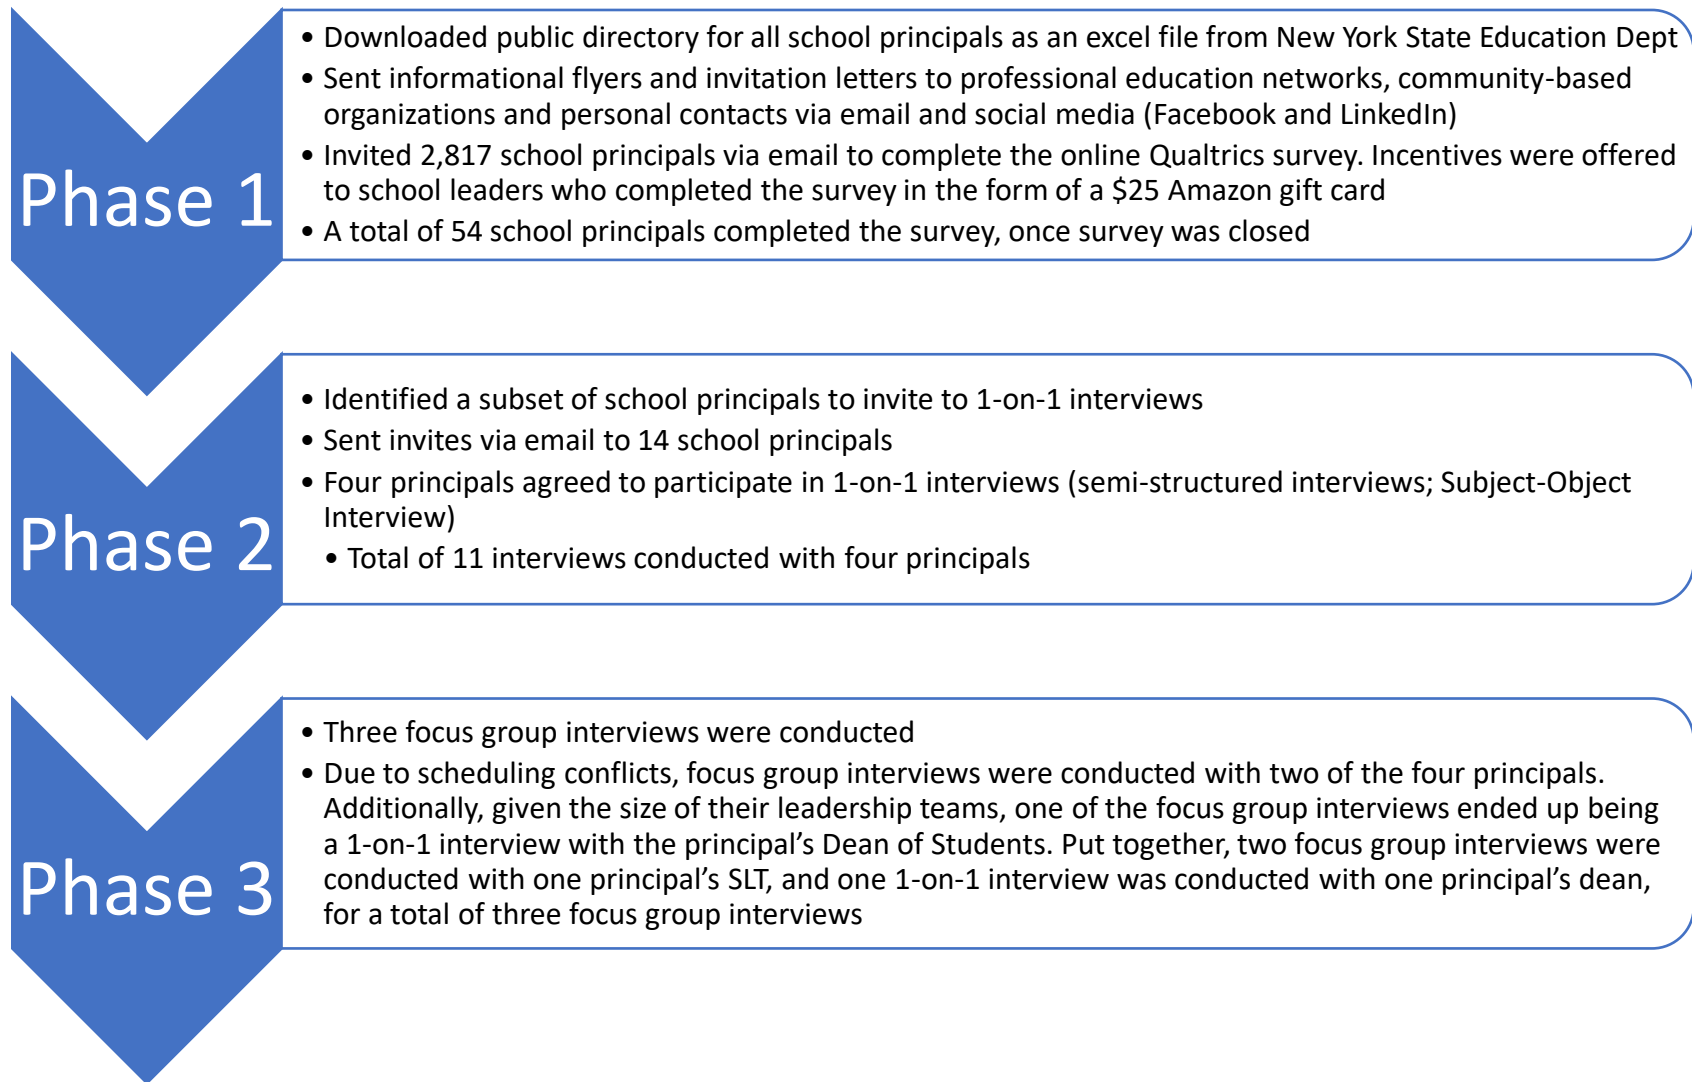 Phase 1
• Downloaded public directory for all school principals as an excel file from New York State Education Dept
• Sent informational flyers and invitation letters to professional education networks, community-based
organizations and personal contacts via email and social media (Facebook and LinkedIn)
• Invited 2,817 school principals via email to complete the online Qualtrics survey. Incentives were offered
to school leaders who completed the survey in the form of a $25 Amazon gift card
• A total of 54 school principals completed the survey, once survey was closed
Phase 2
• Identified a subset of school principals to invite to 1-on-1 interviews
• Sent invites via email to 14 school principals
• Four principals agreed to participate in 1-on-1 interviews (semi-structured interviews; Subject-Object
Interview)
• Total of 11 interviews conducted with four principals
Phase 3
• Three focus group interviews were conducted
• Due to scheduling conflicts, focus group interviews were conducted with two of the four principals.
Additionally, given the size of their leadership teams, one of the focus group interviews ended up being
a 1-on-1 interview with the principal’s Dean of Students. Put together, two focus group interviews were
conducted with one principal’s SLT, and one 1-on-1 interview was conducted with one principal’s dean,
for a total of three focus group interviews